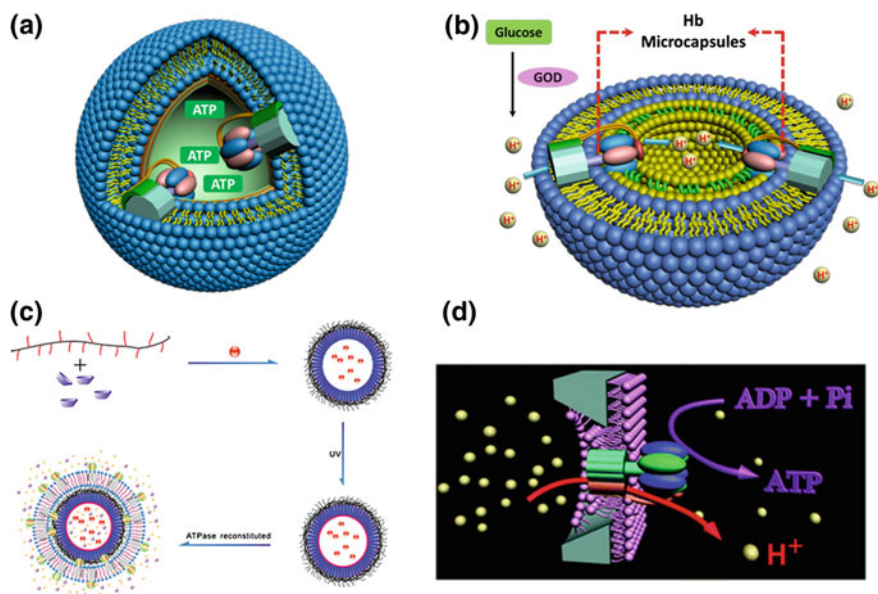 (a)
ATP
ATP
ATP
(b)
Glucose
GOD
Hb
Microcapsules
H+
H+
H+
H+
H+
H+
H+
H+
H+
H+
H+
(c)
+
UV
ATPase reconstituted
(d)
ADP + Pi
ATP
H+